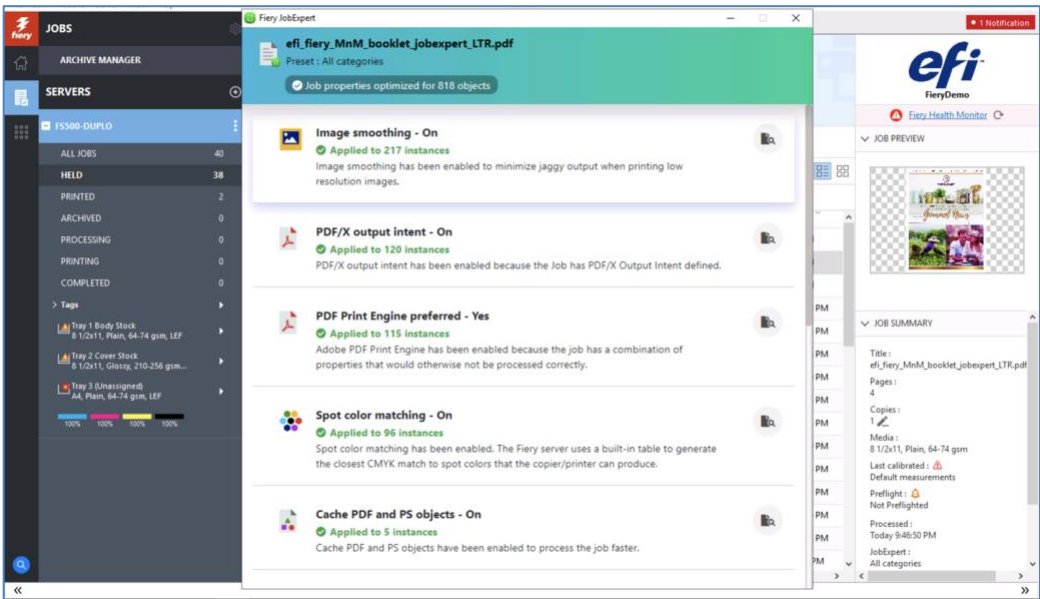 fiery
JOBS
ARCHIVE MANAGER
SERVERS
FS500-DUPLO
ALL JOBS 40
HELD 38
PRINTED 2
ARCHIVED 0
PROCESSING 0
PRINTING 0
COMPLETED 0
> Tags
Tray 1 Body Stock
8 1/2x11, Plain, 64-74 gsm, LEF
Tray 2 Cover Stock
8 1/2x11, Glossy, 210-256 gsm...
Tray 3 (Unassigned)
A4, Plain, 64-74 gsm, LEF
100% 100% 100% 100%
«
Fiery JobExpert
efi_fiery_MnM_booklet_jobexpert_LTR.pdf
Preset : All categories
Job properties optimized for 818 objects
Image smoothing - On
Applied to 217 instances
Image smoothing has been enabled to minimize jaggy output when printing low
resolution images.
PDF/X output intent - On
Applied to 120 instances
PDF/X output intent has been enabled because the Job has PDF/X Output Intent defined.
PDF Print Engine preferred - Yes
Applied to 115 instances
Adobe PDF Print Engine has been enabled because the job has a combination of
properties that would otherwise not be processed correctly.
Spot color matching - On
Applied to 96 instances
Spot color matching has been enabled. The Fiery server uses a built-in table to generate
the closest CMYK match to spot colors that the copier/printer can produce.
Cache PDF and PS objects - On
Applied to 5 instances
Cache PDF and PS objects have been enabled to process the job faster.
PM
PM
PM
PM
PM
PM
PM
PM
PM
PM
PM
PM
1 Notification
efi
FieryDemo
Fiery Health Monitor
JOB PREVIEW
Gourmet News
JOB SUMMARY
Title :
efi_fiery_MnM_booklet_jobexpert_LTR.pdf
Pages :
4
Copies :
1
Media :
8 1/2x11, Plain, 64-74 gsm
Last calibrated :
Default measurements
Preflight :
Not Preflighted
Processed :
Today 9:46:50 PM
JobExpert :
All categories
»